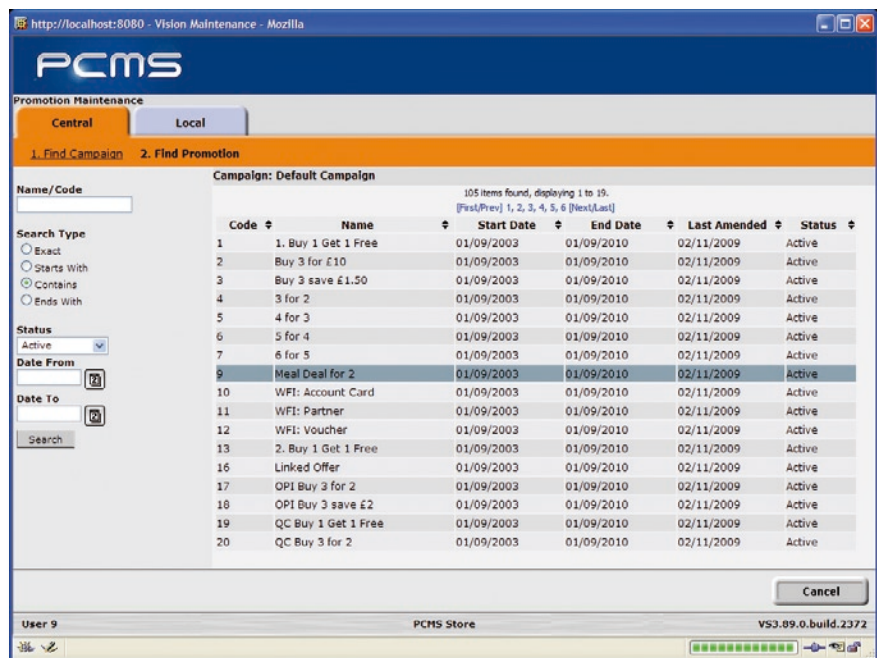 http://localhost:8080 - Vision Maintenance - Mozilla
PCMS
Promotion Maintenance
Central Local
1. Find Campaign 2. Find Promotion
Campaign: Default Campaign
Name/Code
105 items found, displaying 1 to 19.
[First/Prev] 1, 2, 3, 4, 5, 6 [Next/Last]
Search Type
Exact
Starts With
Contains
Ends With
Status
Active
Date From
Date To
Search
Code Name Start Date End Date Last Amended Status
1 1. Buy 1 Get 1 Free 01/09/2003 01/09/2010 02/11/2009 Active
2 Buy 3 for £10 01/09/2003 01/09/2010 02/11/2009 Active
3 Buy 3 save £1.50 01/09/2003 01/09/2010 02/11/2009 Active
4 3 for 2 01/09/2003 01/09/2010 02/11/2009 Active
5 4 for 3 01/09/2003 01/09/2010 02/11/2009 Active
6 5 for 4 01/09/2003 01/09/2010 02/11/2009 Active
7 6 for 5 01/09/2003 01/09/2010 02/11/2009 Active
9 Meal Deal for 2 01/09/2003 01/09/2010 02/11/2009 Active
10 WFI: Account Card 01/09/2003 01/09/2010 02/11/2009 Active
11 WFI: Partner 01/09/2003 01/09/2010 02/11/2009 Active
12 WFI: Voucher 01/09/2003 01/09/2010 02/11/2009 Active
13 2. Buy 1 Get 1 Free 01/09/2003 01/09/2010 02/11/2009 Active
16 Linked Offer 01/09/2003 01/09/2010 02/11/2009 Active
17 OPI Buy 3 for 2 01/09/2003 01/09/2010 02/11/2009 Active
18 OPI Buy 3 save £2 01/09/2003 01/09/2010 02/11/2009 Active
19 QC Buy 1 Get 1 Free 01/09/2003 01/09/2010 02/11/2009 Active
20 QC Buy 3 for 2 01/09/2003 01/09/2010 02/11/2009 Active
Cancel
User 9 PCMS Store VS3.89.0.build.2372